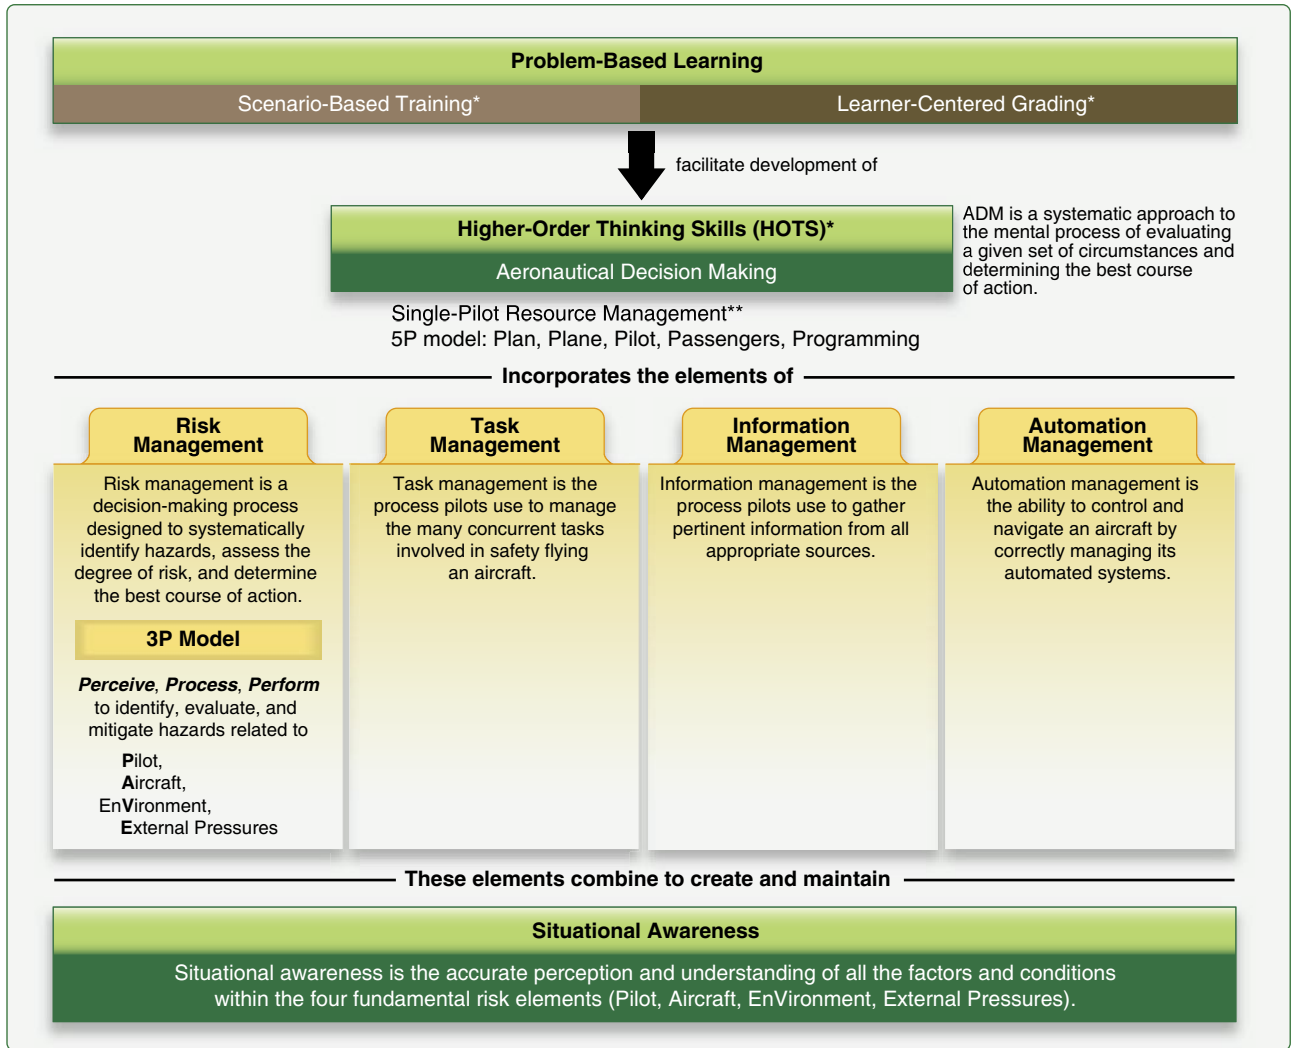 Problem-Based Learning
Scenario-Based Training*
Learner-Centered Grading*
facilitate development of
Higher-Order Thinking Skills (HOTS)*
Aeronautical Decision Making
ADM is a systematic approach to
the mental process of evaluating
a given set of circumstances and
determining the best course
of action.
Single-Pilot Resource Management**
5P model: Plan, Plane, Pilot, Passengers, Programming
Incorporates the elements of
Risk
Management
Risk management is a
decision-making process
designed to systematically
identify hazards, assess the
degree of risk, and determine
the best course of action.
3P Model
Perceive, Process, Perform
to identify, evaluate, and
mitigate hazards related to
Pilot,
Aircraft,
EnVironment,
External Pressures
Task
Management
Task management is the
process pilots use to manage
the many concurrent tasks
involved in safety flying
an aircraft.
Information
Management
Information management is the
process pilots use to gather
pertinent information from all
appropriate sources.
Automation
Management
Automation management is
the ability to control and
navigate an aircraft by
correctly managing its
automated systems.
These elements combine to create and maintain
Situational Awareness
Situational awareness is the accurate perception and understanding of all the factors and conditions
within the four fundamental risk elements (Pilot, Aircraft, EnVironment, External Pressures).